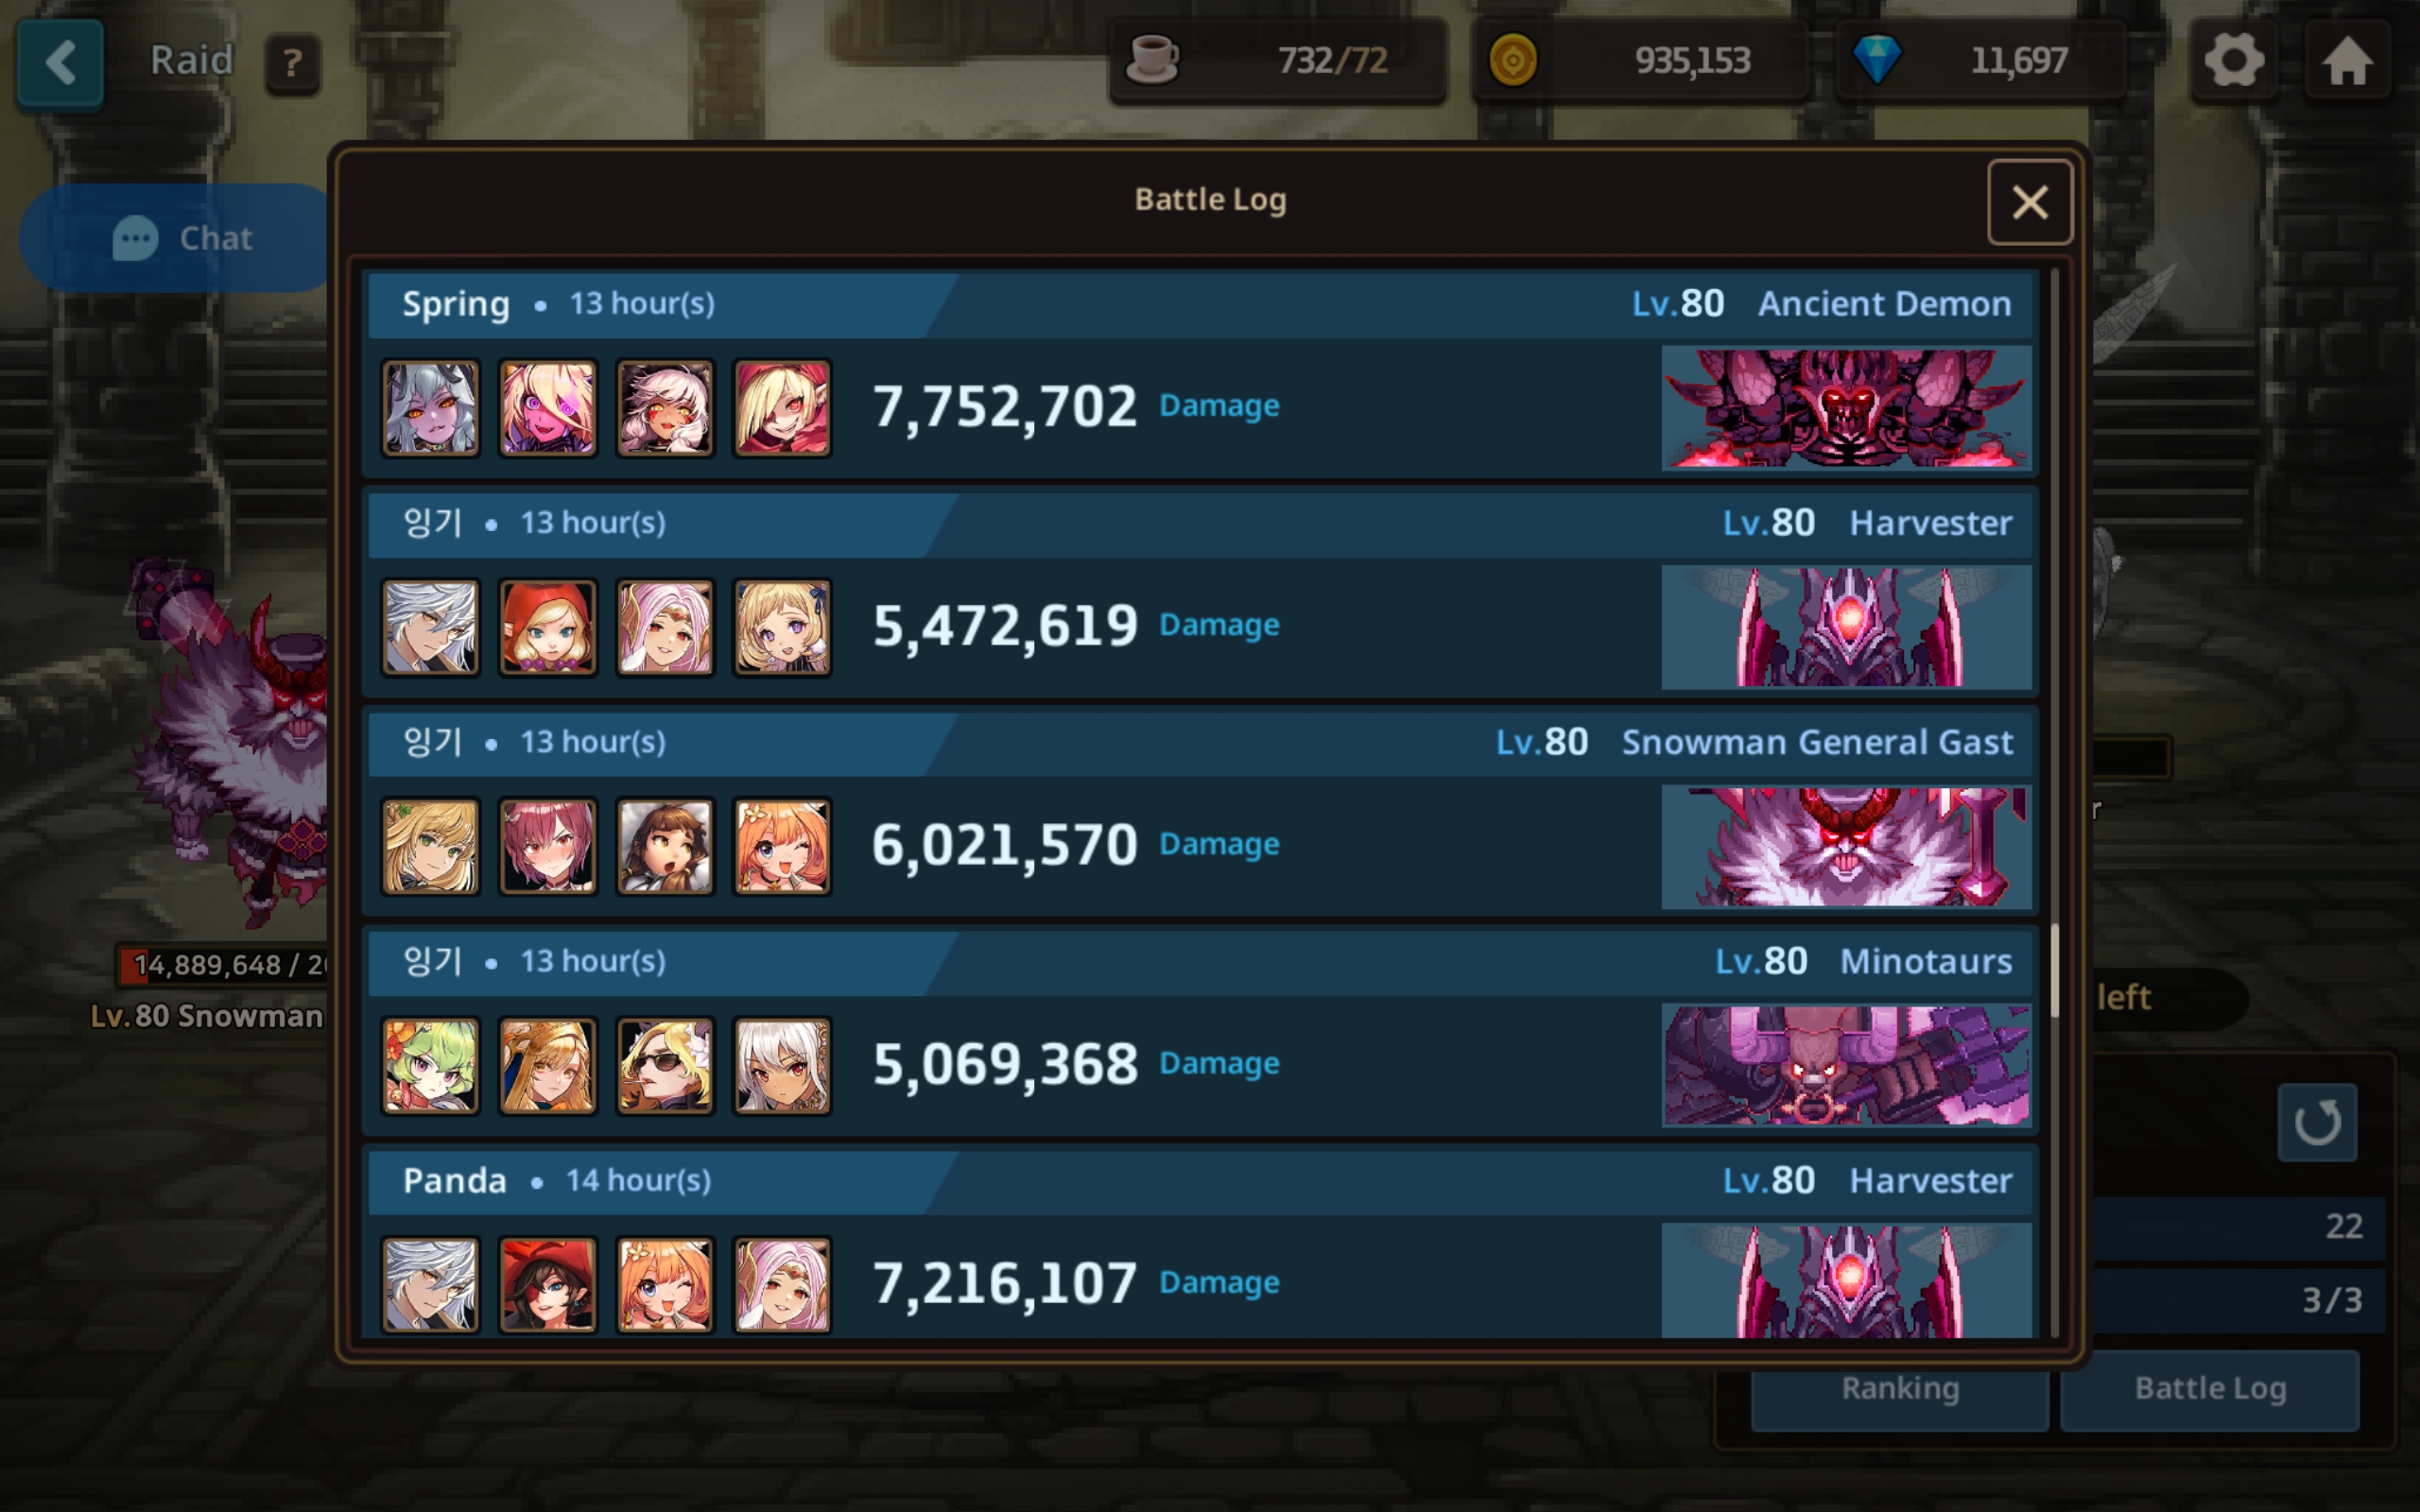 Raid ? 732/72 935,153 11,697
Chat
Battle Log
Spring • 13 hour(s) Lv.80 Ancient Demon
7,752,702 Damage
잉기 • 13 hour(s) Lv.80 Harvester
5,472,619 Damage
잉기 • 13 hour(s) Lv.80 Snowman General Gast
6,021,570 Damage
잉기 • 13 hour(s) Lv.80 Minotaurs
5,069,368 Damage
Panda • 14 hour(s) Lv.80 Harvester
7,216,107 Damage
14,889,648 / 2
Lv.80 Snowman
left
22
3/3
Ranking
Battle Log